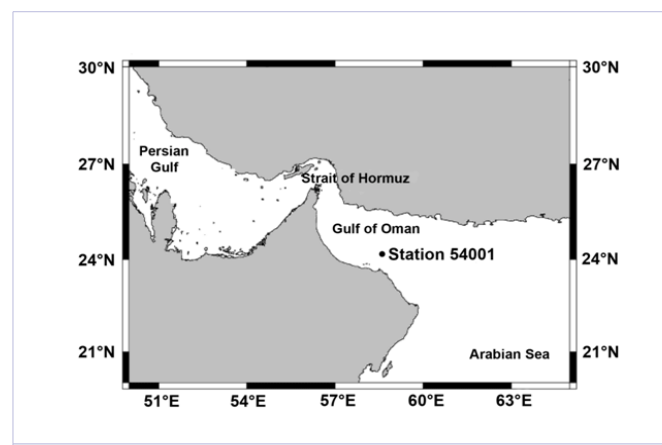 30°N
30°N
Persian
Gulf
27°N
27°N
Strait of Hormuz
Gulf of Oman
24°N
Station 54001
24°N
21°N
Arabian Sea
21°N
51°E
54°E
57°E
60°E
63°E